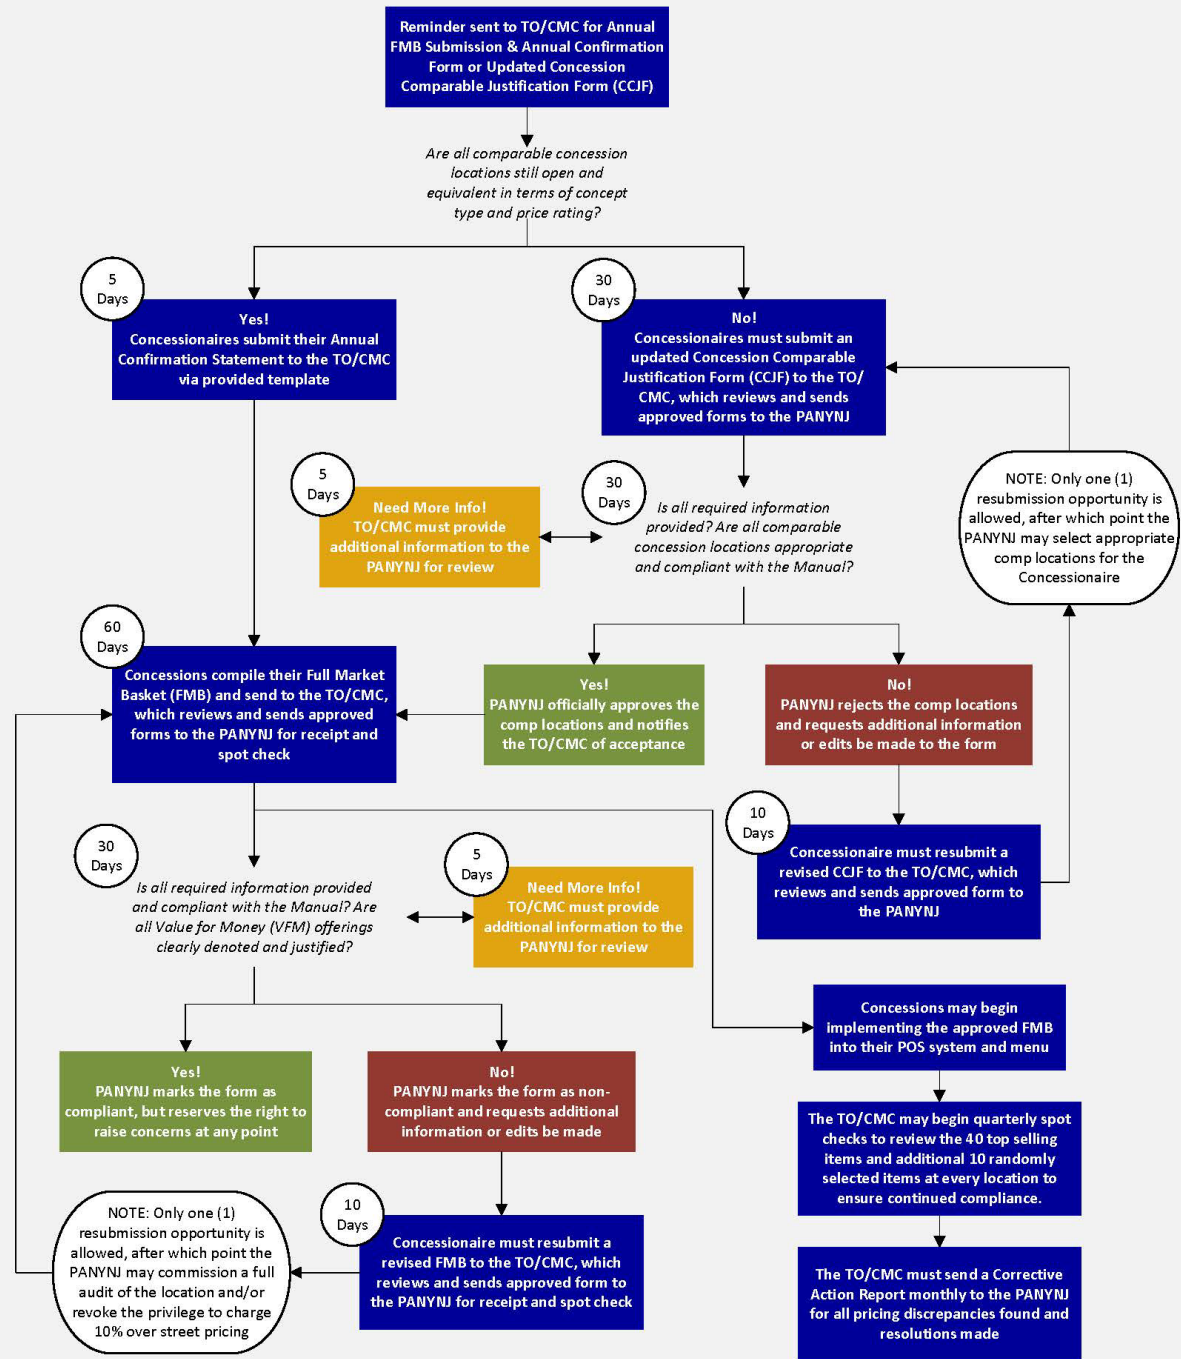 Reminder sent to TO/CMC for Annual
FMB Submission & Annual Confirmation
Form or Updated Concession
Comparable Justification Form (CCJF)
Are all comparable concession
locations still open and
equivalent in terms of concept
type and price rating?
5
Days
Yes!
Concessionaires submit their Annual
Confirmation Statement to the TO/CMC
via provided template
30
Days
No!
Concessionaires must submit an
updated Concession Comparable
Justification Form (CCJF) to the TO/
CMC, which reviews and sends
approved forms to the PANYNJ
5
Days
Need More Info!
TO/CMC must provide
additional information to the
PANYNJ for review
30
Days
Is all required information
provided? Are all comparable
concession locations appropriate
and compliant with the Manual?
NOTE: Only one (1)
resubmission opportunity is
allowed, after which point the
PANYNJ may select appropriate
comp locations for the
Concessionaire
60
Days
Concessions compile their Full Market
Basket (FMB) and send to the TO/CMC,
which reviews and sends approved
forms to the PANYNJ for receipt and
spot check
Yes!
PANYNJ officially approves the
comp locations and notifies
the TO/CMC of acceptance
No!
PANYNJ rejects the comp locations
and requests additional information
or edits be made to the form
10
Days
Concessionaire must resubmit a
revised CCJF to the TO/CMC, which
reviews and sends approved form to
the PANYNJ
30
Days
Is all required information provided
and compliant with the Manual? Are
all Value for Money (VFM) offerings
clearly denoted and justified?
5
Days
Need More Info!
TO/CMC must provide
additional information to the
PANYNJ for review
Yes!
PANYNJ marks the form as
compliant, but reserves the right to
raise concerns at any point
No!
PANYNJ marks the form as non-
compliant and requests additional
information or edits be made
Concessions may begin
implementing the approved FMB
into their POS system and menu
The TO/CMC may begin quarterly spot
checks to review the 40 top selling
items and additional 10 randomly
selected items at every location to
ensure continued compliance.
NOTE: Only one (1)
resubmission opportunity is
allowed, after which point the
PANYNJ may commission a full
audit of the location and/or
revoke the privilege to charge
10% over street pricing
10
Days
Concessionaire must resubmit a
revised FMB to the TO/CMC, which
reviews and sends approved form to
the PANYNJ for receipt and spot check
The TO/CMC must send a Corrective
Action Report monthly to the PANYNJ
for all pricing discrepancies found and
resolutions made